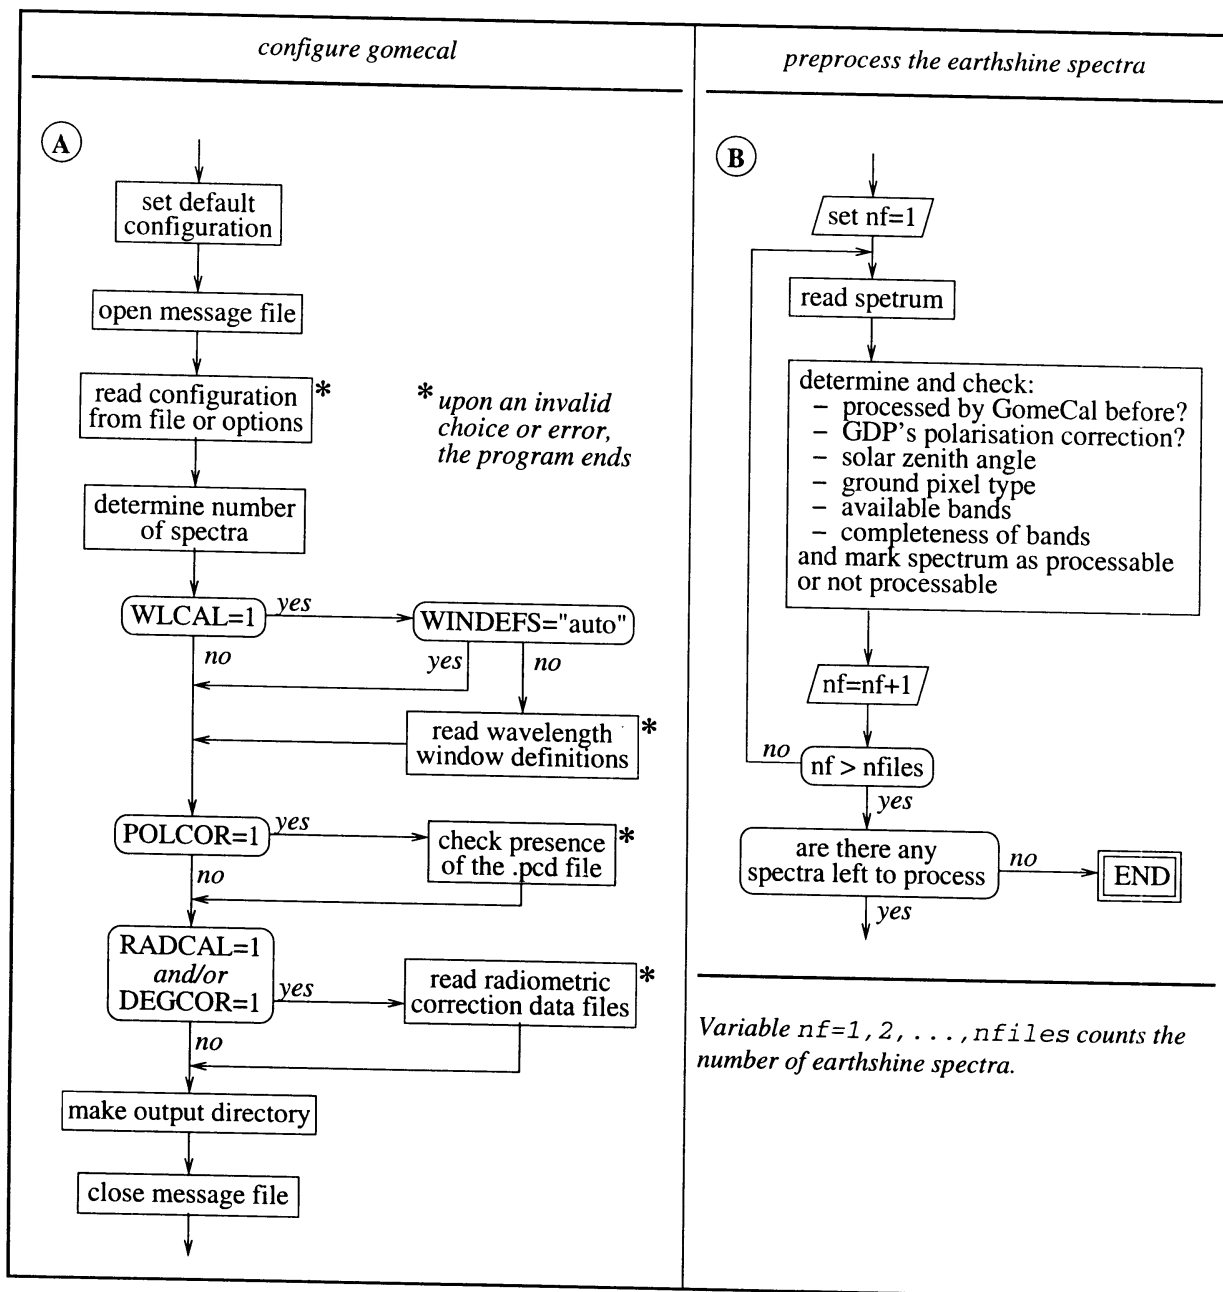 configure gomecal
A
set default
configuration
open message file
read configuration *
from file or options
* upon an invalid
choice or error,
the program ends
determine number
of spectra
WLCAL=1
yes
WINDEFS="auto"
no
yes
no
read wavelength *
window definitions
POLCOR=1
yes
check presence *
of the .pcd file
no
RADCAL=1
and/or
DEGCOR=1
yes
read radiometric *
correction data files
no
make output directory
close message file
preprocess the earthshine spectra
B
set nf=1
read spetrum
determine and check:
– processed by GomeCal before?
– GDP's polarisation correction?
– solar zenith angle
– ground pixel type
– available bands
– completeness of bands
and mark spectrum as processable
or not processable
nf=nf+1
no
nf > nfiles
yes
are there any
spectra left to process
no
END
yes
Variable nf=1,2,...,nfiles counts the
number of earthshine spectra.